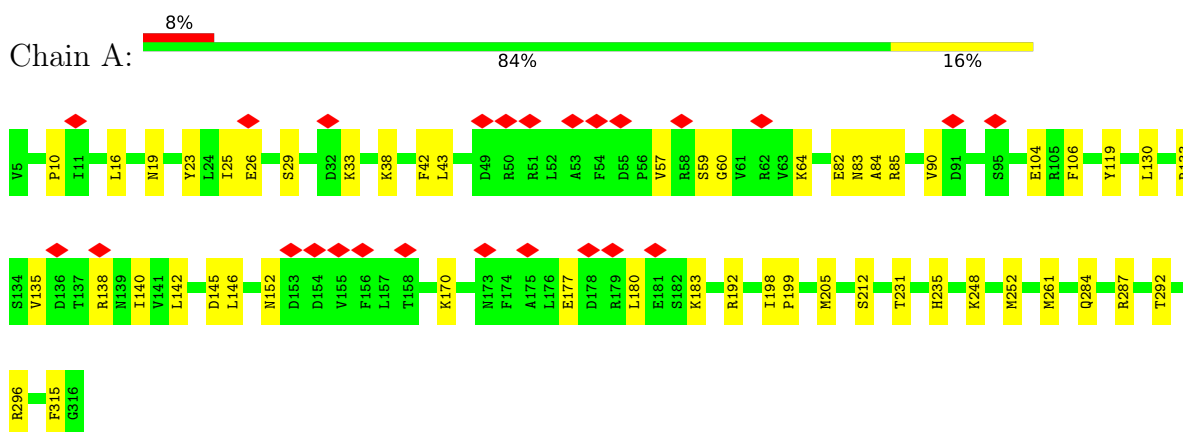 8%
Chain A:
84% 16%
V5 P10 I11 L16 N19 Y23 L24 I25 E26 S29 D32 K33 K38 F42 L43 D49 R50 R51 L52 A53 F54 D55 P56 V57 R58 S59 G60 V61 R62 V63 K64 E82 N83 A84 R85 V90 D91 S95 E104 R105 F106 Y119 L130
S134 V135 D136 T137 R138 N139 I140 V141 L142 D145 L146 N152 D153 D154 V155 F156 L157 T158 K170 N173 F174 A175 L176 E177 D178 R179 L180 E181 S182 K183 R192 I198 P199 M205 S212 T231 H235 K248 M252 M261 Q284 R287 T292
R296 F315 G316